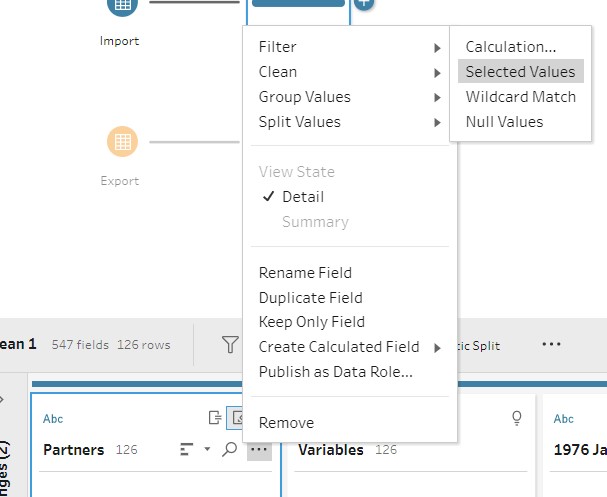 Import
Export
Filter
Clean
Group Values
Split Values
View State
Detail
Summary
Rename Field
Duplicate Field
Keep Only Field
Create Calculated Field
Publish as Data Role...
Remove
Calculation...
Selected Values
Wildcard Match
Null Values
ean 1 547 fields 126 rows
tic Split ...
Abc
Partners 126 ...
Variables 126
Abc
1976 Ja
nges (2)